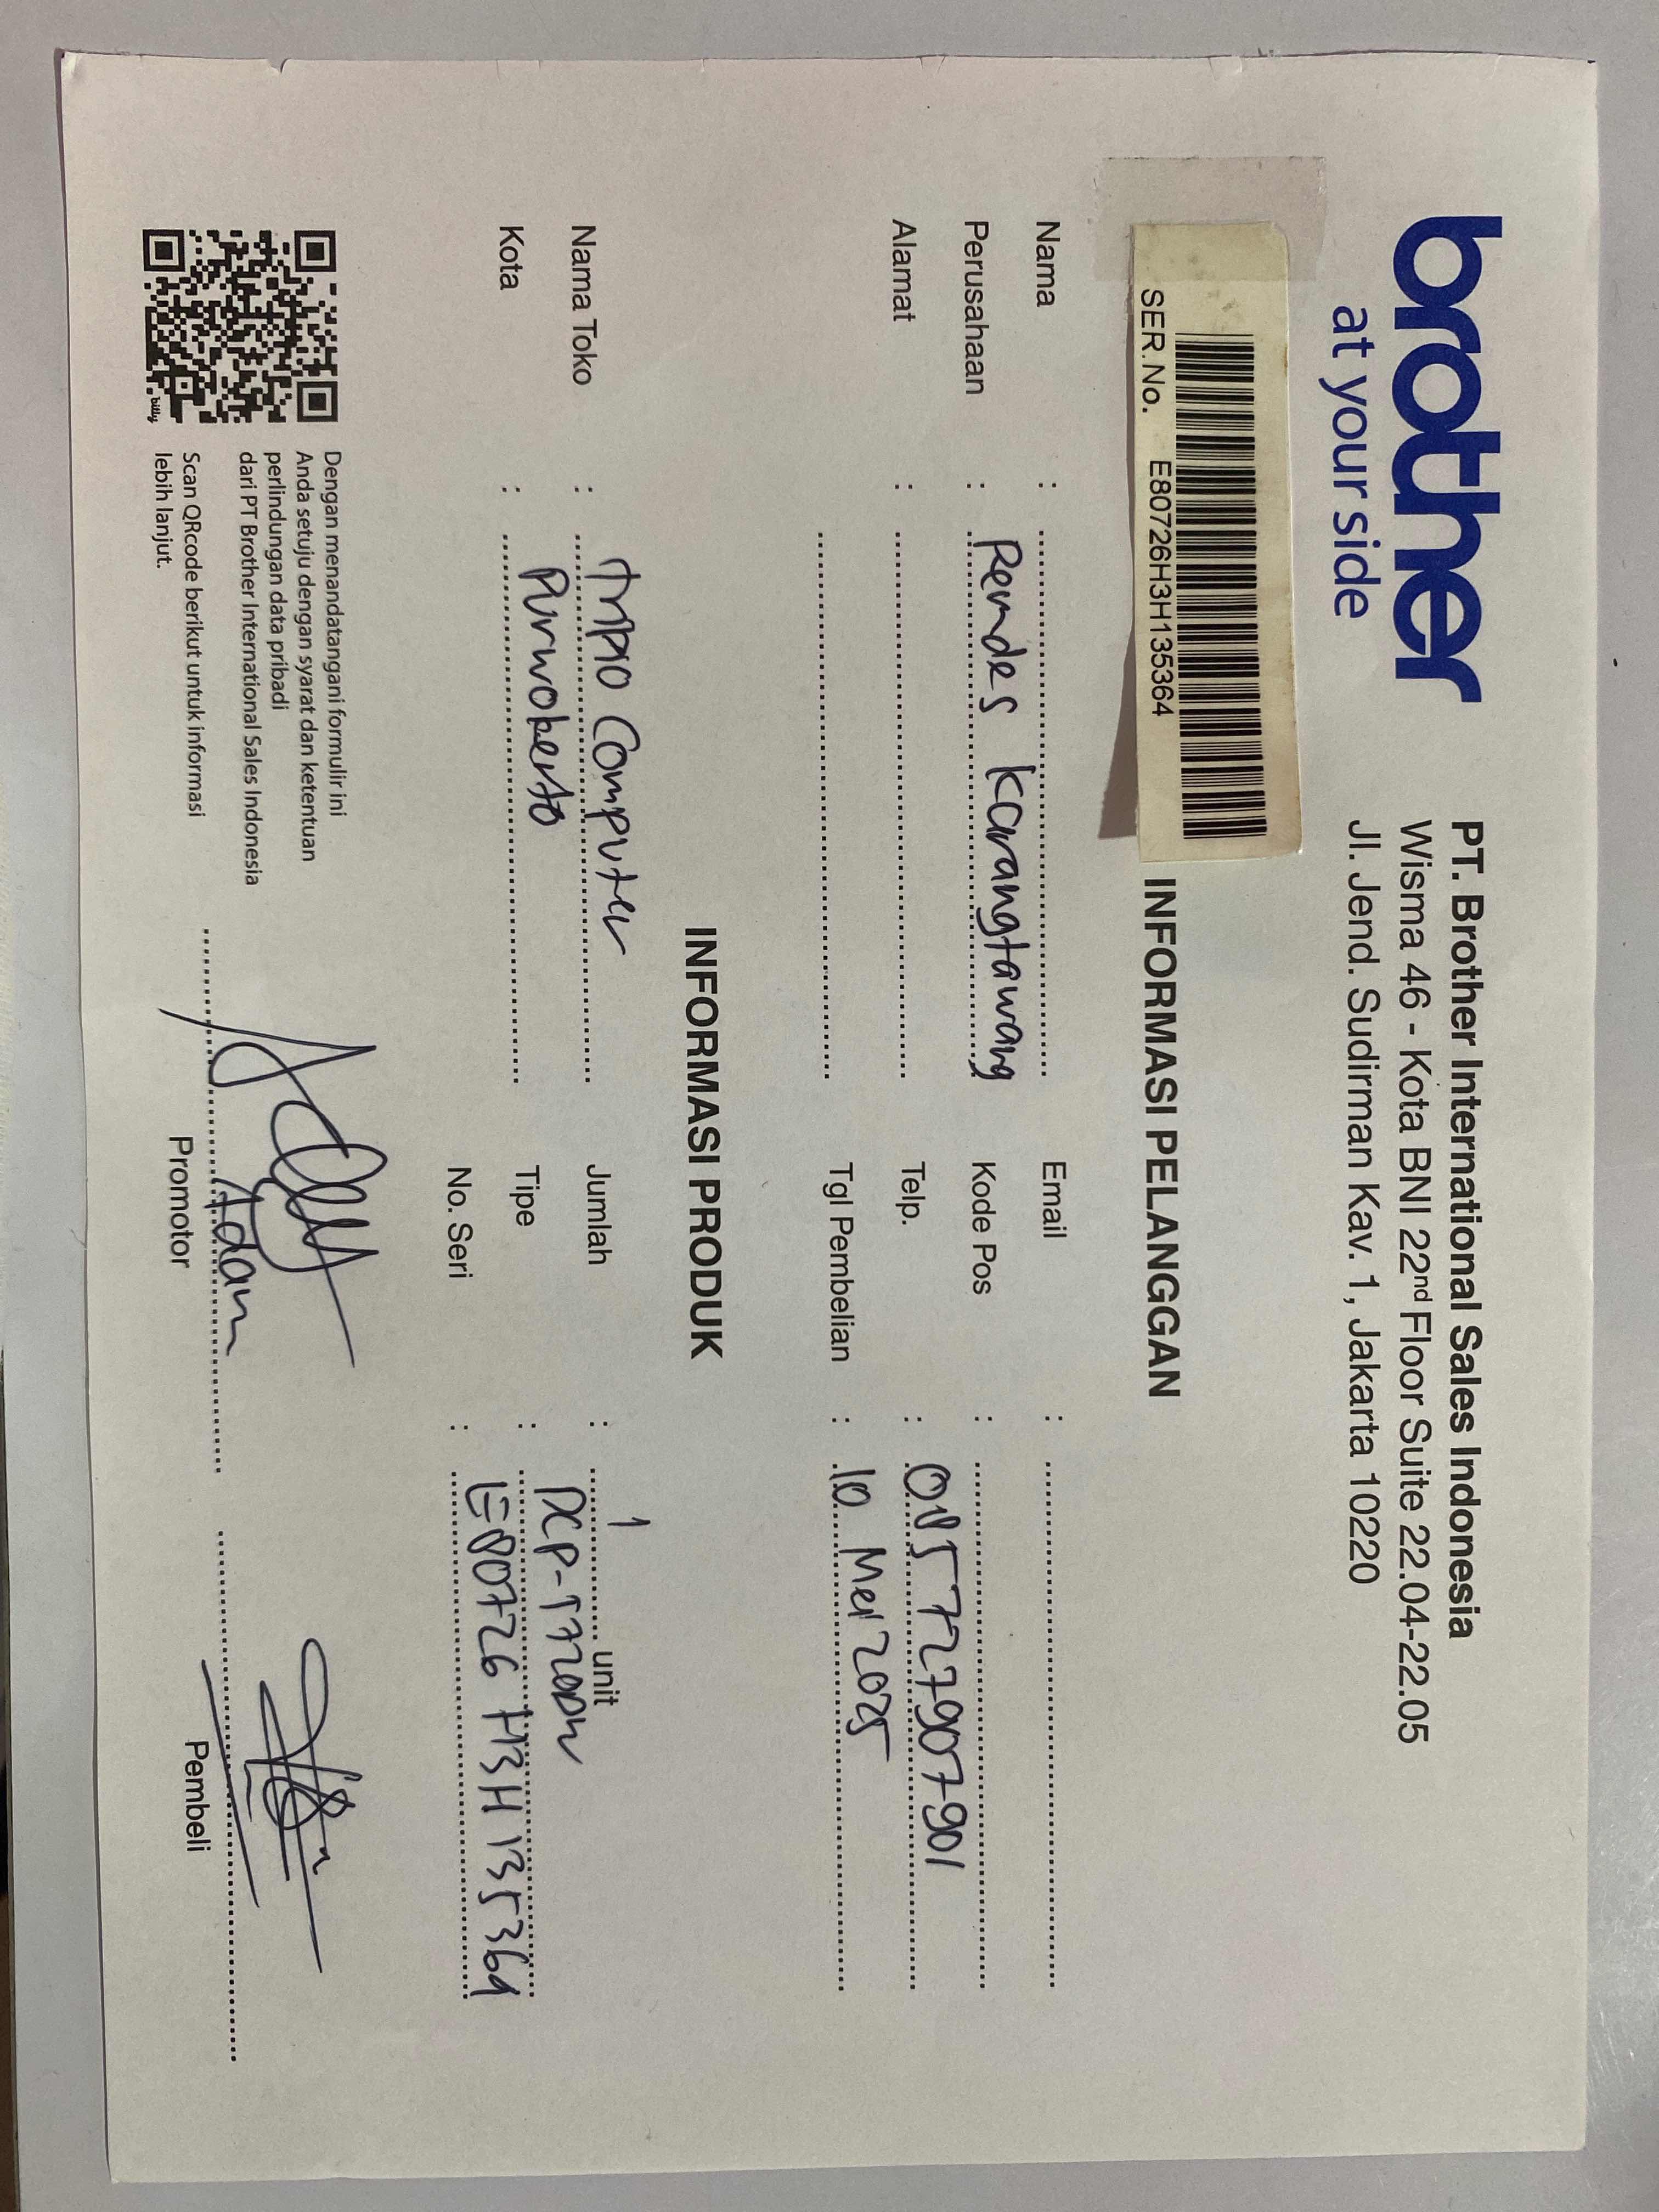 brother
at your side
PT. Brother International Sales Indonesia
Wisma 46 - Kota BNI 22nd Floor Suite 22.04-22.05
Jl. Jend. Sudirman Kav. 1, Jakarta 10220
SER. No. E80726H3H135364
INFORMASI PELANGGAN
Nama :
Email :
Perusahaan : Pemdes Karangtawang
Kode Pos :
Alamat :
Telp. : 085727907901
Tgl Pembelian : 10 Mei 2025
INFORMASI PRODUK
Nama Toko : Trio Computer
Jumlah : 1 unit
Kota : Purwokerto
Tipe : DCP-T720DW
No. Seri : E80726H3H135364
Dengan menandatangani formulir ini
Anda setuju dengan syarat dan ketentuan
perlindungan data pribadi
dari PT Brother International Sales Indonesia
Scan QRcode berikut untuk informasi
lebih lanjut.
bitly
Adam
Promotor
Pembeli